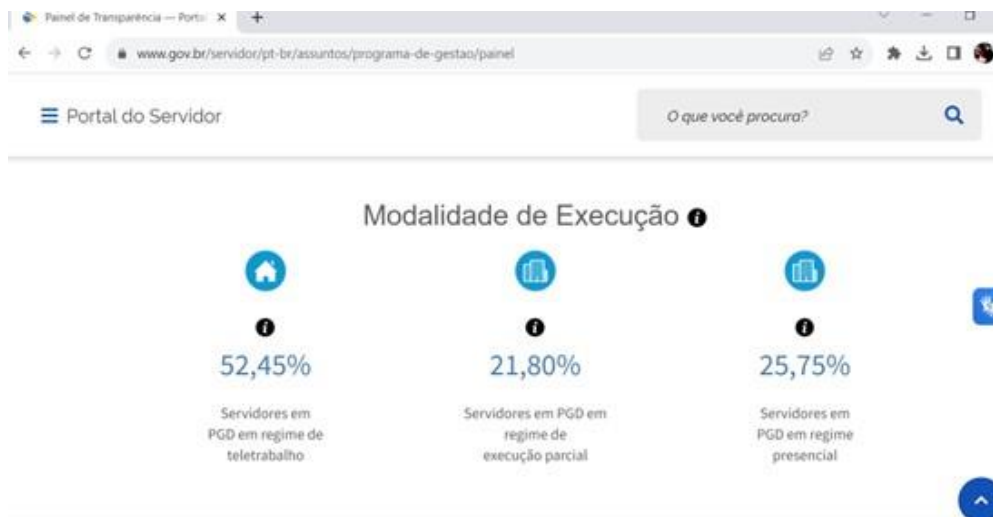 Painel de Transparência — Porta
www.gov.br/servidor/pt-br/assuntos/programa-de-gestao/painel
Portal do Servidor
O que você procura?
Modalidade de Execução
52,45%
21,80%
25,75%
Servidores em
PGD em regime de
teletrabalho
Servidores em PGD em
regime de
execução parcial
Servidores em
PGD em regime
presencial